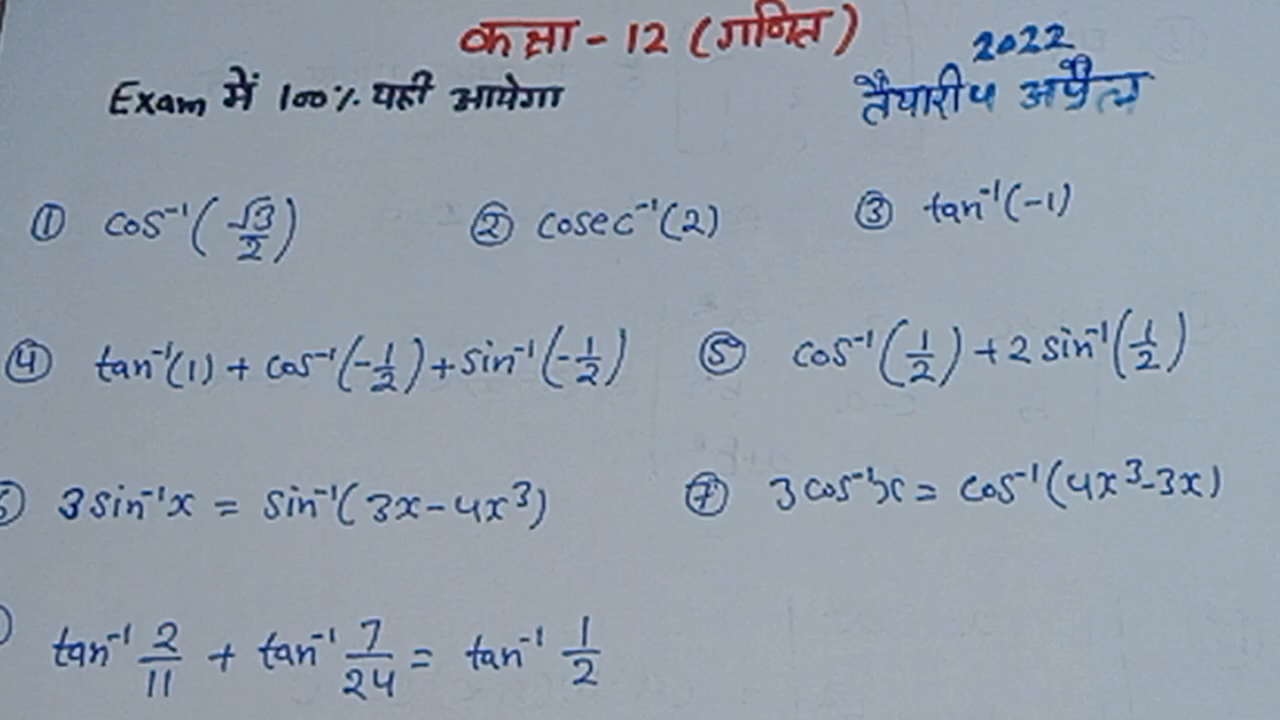 कक्षा - 12 (गणित)
2022
Exam में 100% यही आयेगा
तैयारी 4 अप्रैल की
① cos⁻¹(√3/2) ② cosec⁻¹(2) ③ tan⁻¹(-1)
④ tan⁻¹(1) + cos⁻¹(-1/2) + sin⁻¹(-1/2) ⑤ cos⁻¹(1/2) + 2 sin⁻¹(1/2)
3 sin⁻¹x = sin⁻¹(3x - 4x³) ⑦ 3 cos⁻¹x = cos⁻¹(4x³ - 3x)
tan⁻¹ 2/11 + tan⁻¹ 7/24 = tan⁻¹ 1/2